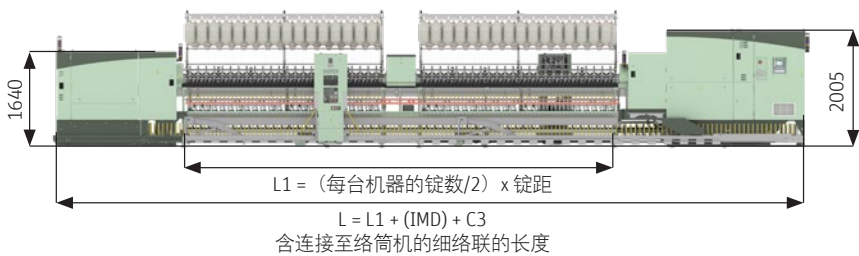 1640
2005
L1 = （每台机器的锭数/2）x 锭距
L = L1 + (IMD) + C3
含连接至络筒机的细络联的长度